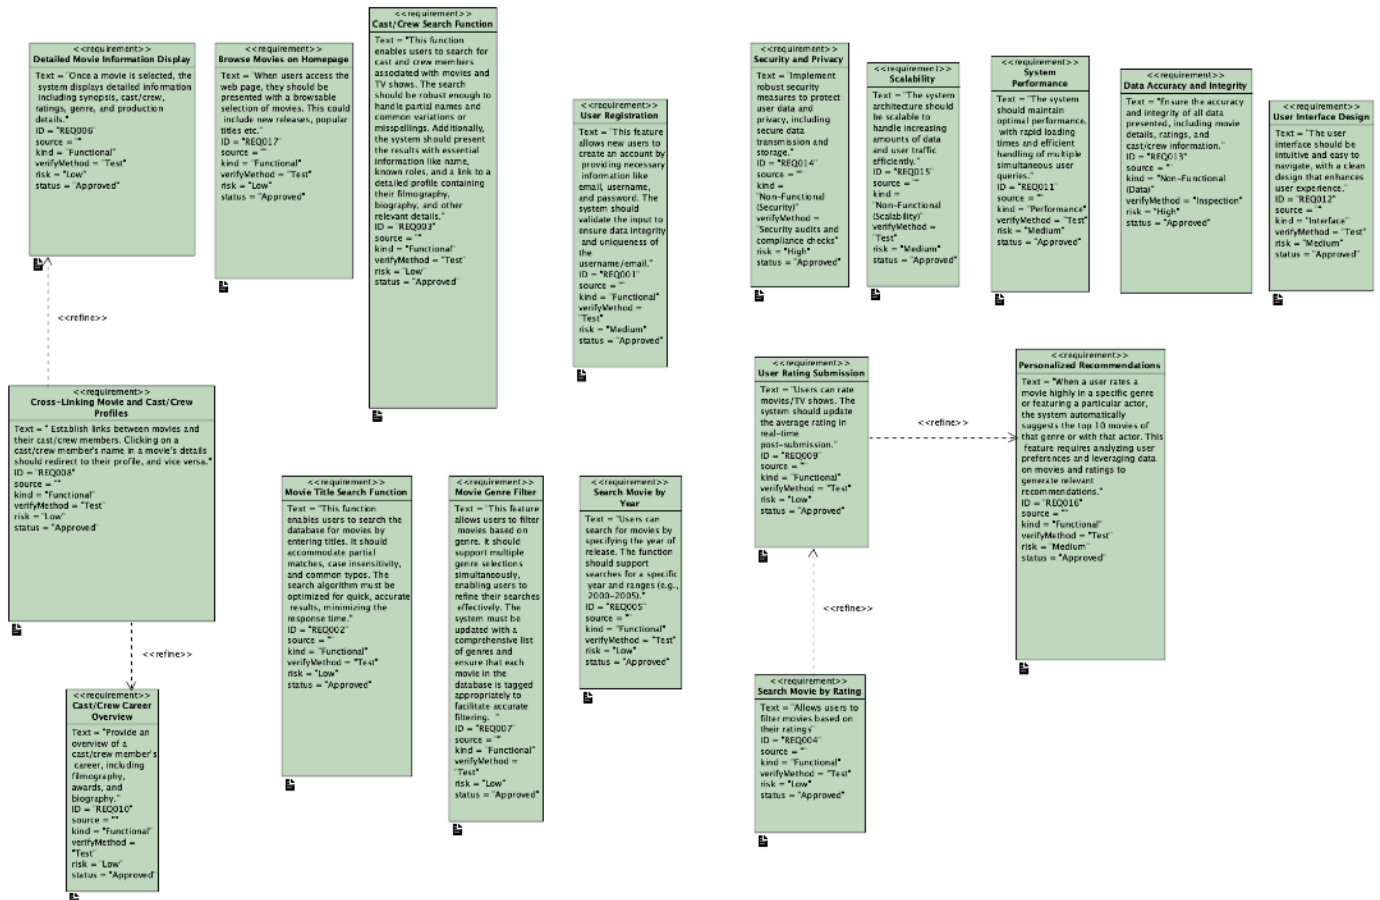 <<requirement>>
Detailed Movie Information Display
Text = "Once a movie is selected, the
system displays detailed information
including synopsis, cast/crew,
ratings, genre, and production
details."
ID = "REQ006"
source = ""
kind = "Functional"
verifyMethod = "Test"
risk = "Low"
status = "Approved"
<<requirement>>
Browse Movies on Homepage
Text = "When users access the
web page, they should be
presented with a browsable
selection of movies. This could
include new releases, popular
titles etc."
ID = "REQ017"
source = ""
kind = "Functional"
verifyMethod = "Test"
risk = "Low"
status = "Approved"
<<requirement>>
Cast/Crew Search Function
Text = "This function
enables users to search for
cast and crew members
associated with movies and
TV shows. The search
should be robust enough to
handle partial names and
common variations or
misspellings. Additionally,
the system should present
the results with essential
information like name,
known roles, and a link to a
detailed profile containing
their filmography,
biography, and other
relevant details."
ID = "REQ003"
source = ""
kind = "Functional"
verifyMethod = "Test"
risk = "Low"
status = "Approved"
<<requirement>>
User Registration
Text = "This feature
allows new users to
create an account by
providing necessary
information like
email, username,
and password. The
system should
validate the input to
ensure data integrity
and uniqueness of
the
username/email."
ID = "REQ001"
source = ""
kind = "Functional"
verifyMethod =
"Test"
risk = "Medium"
status = "Approved"
<<requirement>>
Security and Privacy
Text = "Implement
robust security
measures to protect
user data and
privacy, including
secure data
transmission and
storage."
ID = "REQ014"
source = ""
kind =
"Non-Functional
(Security)"
verifyMethod =
"Security audits and
compliance checks"
risk = "High"
status = "Approved"
<<requirement>>
Scalability
Text = "The system
architecture should
be scalable to
handle increasing
amounts of data
and user traffic
efficiently."
ID = "REQ015"
source = ""
kind =
"Non-Functional
(Scalability)"
verifyMethod =
"Test"
risk = "Medium"
status = "Approved"
<<requirement>>
System
Performance
Text = "The system
should maintain
optimal performance,
with rapid loading
times and efficient
handling of multiple
simultaneous user
queries."
ID = "REQ011"
source = ""
kind = "Performance"
verifyMethod = "Test"
risk = "Medium"
status = "Approved"
<<requirement>>
Data Accuracy and Integrity
Text = "Ensure the accuracy
and integrity of all data
presented, including movie
details, ratings, and
cast/crew information."
ID = "REQ013"
source = ""
kind = "Non-Functional
(Data)"
verifyMethod = "Inspection"
risk = "High"
status = "Approved"
<<requirement>>
User Interface Design
Text = "The user
interface should be
intuitive and easy to
navigate, with a clean
design that enhances
user experience."
ID = "REQ012"
source = ""
kind = "Interface"
verifyMethod = "Test"
risk = "Medium"
status = "Approved"
<<refine>>
<<requirement>>
Cross-Linking Movie and Cast/Crew
Profiles
Text = " Establish links between movies and
their cast/crew members. Clicking on a
cast/crew member's name in a movie's details
should redirect to their profile, and vice versa."
ID = "REQ008"
source = ""
kind = "Functional"
verifyMethod = "Test"
risk = "Low"
status = "Approved"
<<refine>>
<<requirement>>
Cast/Crew Career
Overview
Text = "Provide an
overview of a
cast/crew member's
career, including
filmography,
awards, and
biography."
ID = "REQ010"
source = ""
kind = "Functional"
verifyMethod =
"Test"
risk = "Low"
status = "Approved"
<<requirement>>
Movie Title Search Function
Text = "This function
enables users to search the
database for movies by
entering titles. It should
accommodate partial
matches, case insensitivity,
and common typos. The
search algorithm must be
optimized for quick, accurate
results, minimizing the
response time."
ID = "REQ002"
source = ""
kind = "Functional"
verifyMethod = "Test"
risk = "Low"
status = "Approved"
<<requirement>>
Movie Genre Filter
Text = "This feature
allows users to filter
movies based on
genre. It should
support multiple
genre selections
simultaneously,
enabling users to
refine their searches
effectively. The
system must be
updated with a
comprehensive list
of genres and
ensure that each
movie in the
database is tagged
appropriately to
facilitate accurate
filtering. "
ID = "REQ007"
source = ""
kind = "Functional"
verifyMethod =
"Test"
risk = "Low"
status = "Approved"
<<requirement>>
Search Movie by
Year
Text = "Users can
search for movies by
specifying the year of
release. The function
should support
searches for a specific
year and ranges (e.g.,
2000-2005)."
ID = "REQ005"
source = ""
kind = "Functional"
verifyMethod = "Test"
risk = "Low"
status = "Approved"
<<requirement>>
User Rating Submission
Text = "Users can rate
movies/TV shows. The
system should update
the average rating in
real-time
post-submission."
ID = "REQ009"
source = ""
kind = "Functional"
verifyMethod = "Test"
risk = "Low"
status = "Approved"
<<refine>>
<<requirement>>
Personalized Recommendations
Text = "When a user rates a
movie highly in a specific genre
or featuring a particular actor,
the system automatically
suggests the top 10 movies of
that genre or with that actor. This
feature requires analyzing user
preferences and leveraging data
on movies and ratings to
generate relevant
recommendations."
ID = "REQ016"
source = ""
kind = "Functional"
verifyMethod = "Test"
risk = "Medium"
status = "Approved"
<<refine>>
<<requirement>>
Search Movie by Rating
Text = "Allows users to
filter movies based on
their ratings"
ID = "REQ004"
source = ""
kind = "Functional"
verifyMethod = "Test"
risk = "Low"
status = "Approved"